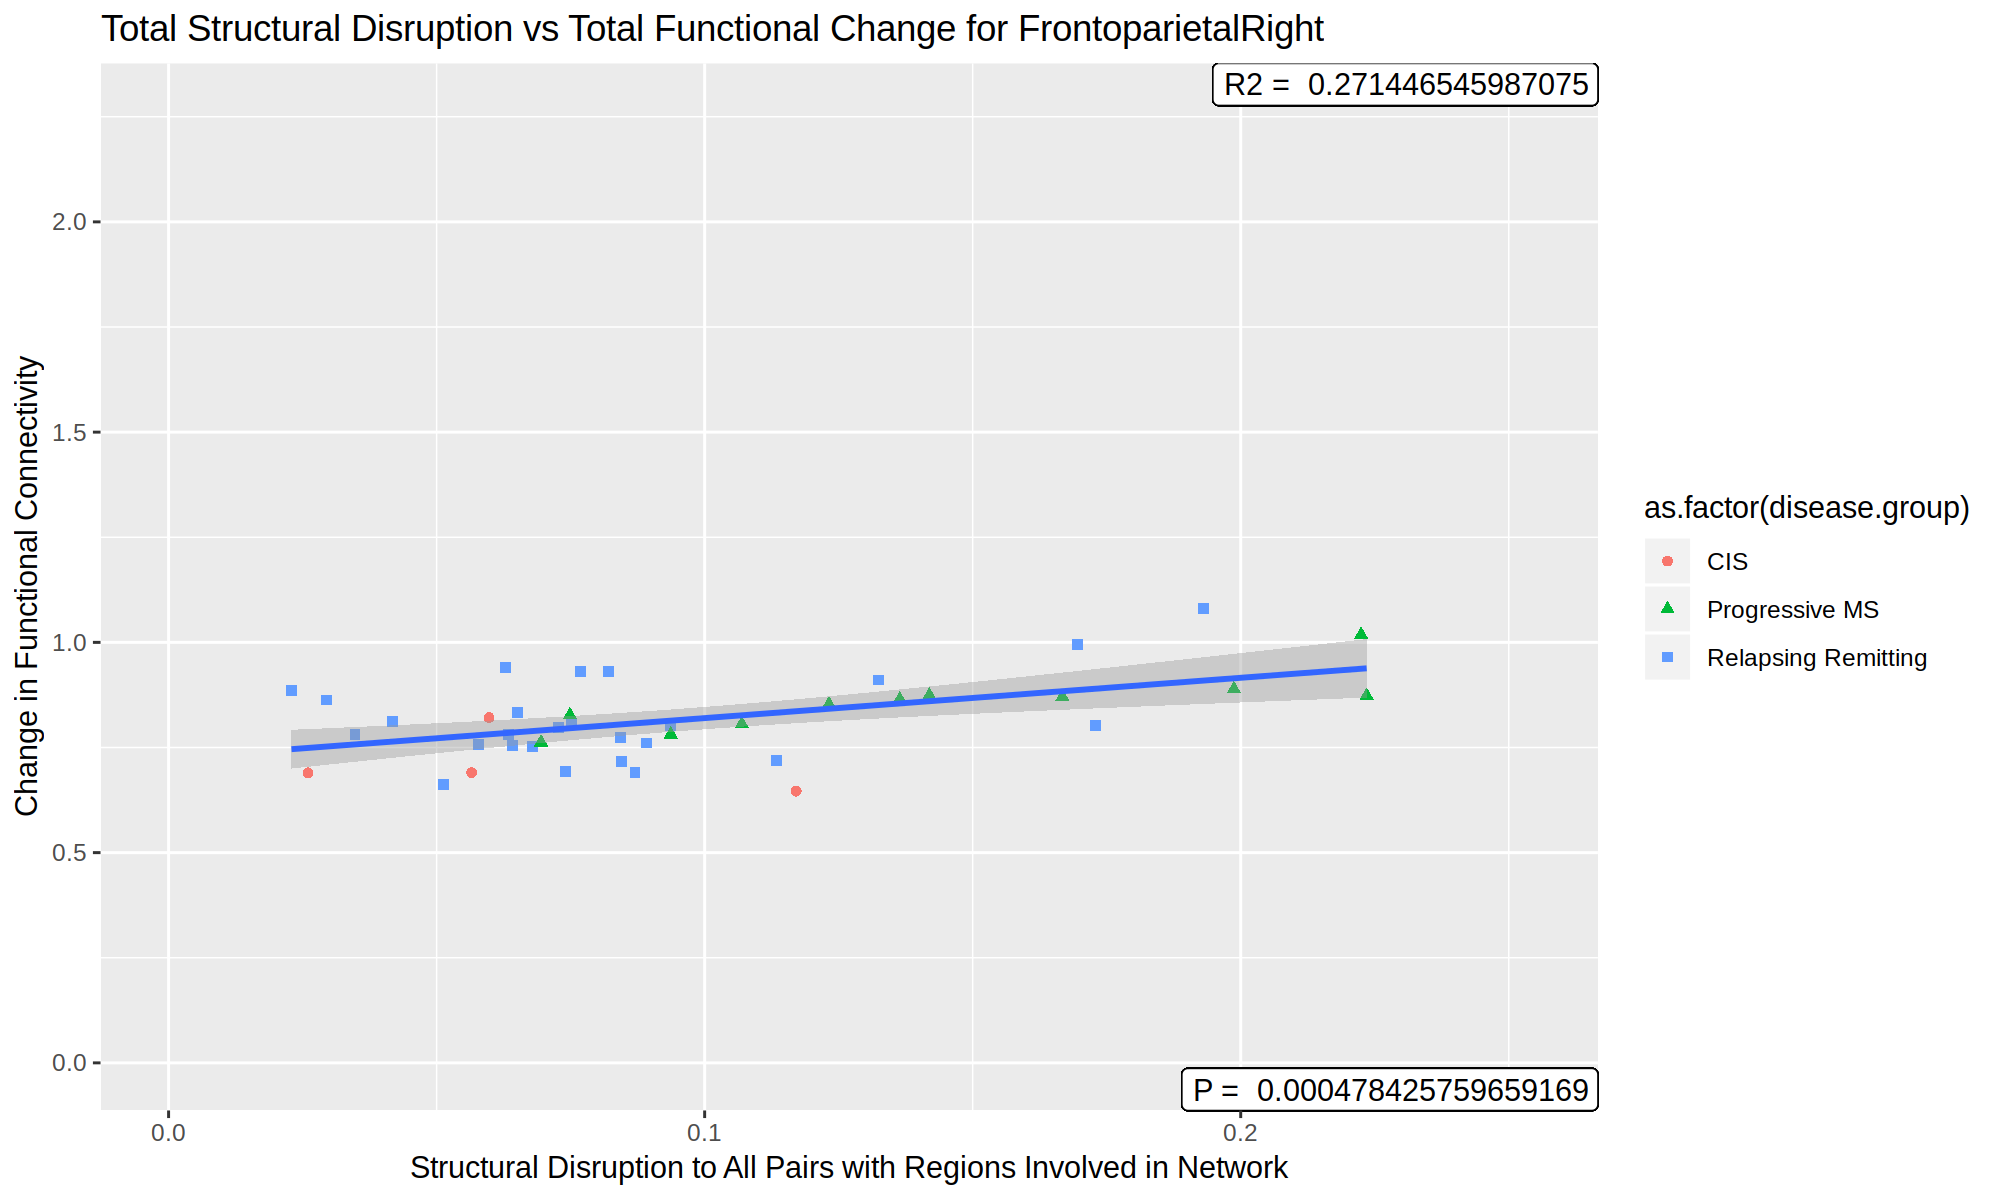 Total Structural Disruption vs Total Functional Change for FrontoparietalRight
R2 =  0.271446545987075
2.0
1.5
1.0
0.5
0.0
Change in Functional Connectivity
as.factor(disease.group)
CIS
Progressive MS
Relapsing Remitting
P =  0.000478425759659169
0.0 0.1 0.2
Structural Disruption to All Pairs with Regions Involved in Network